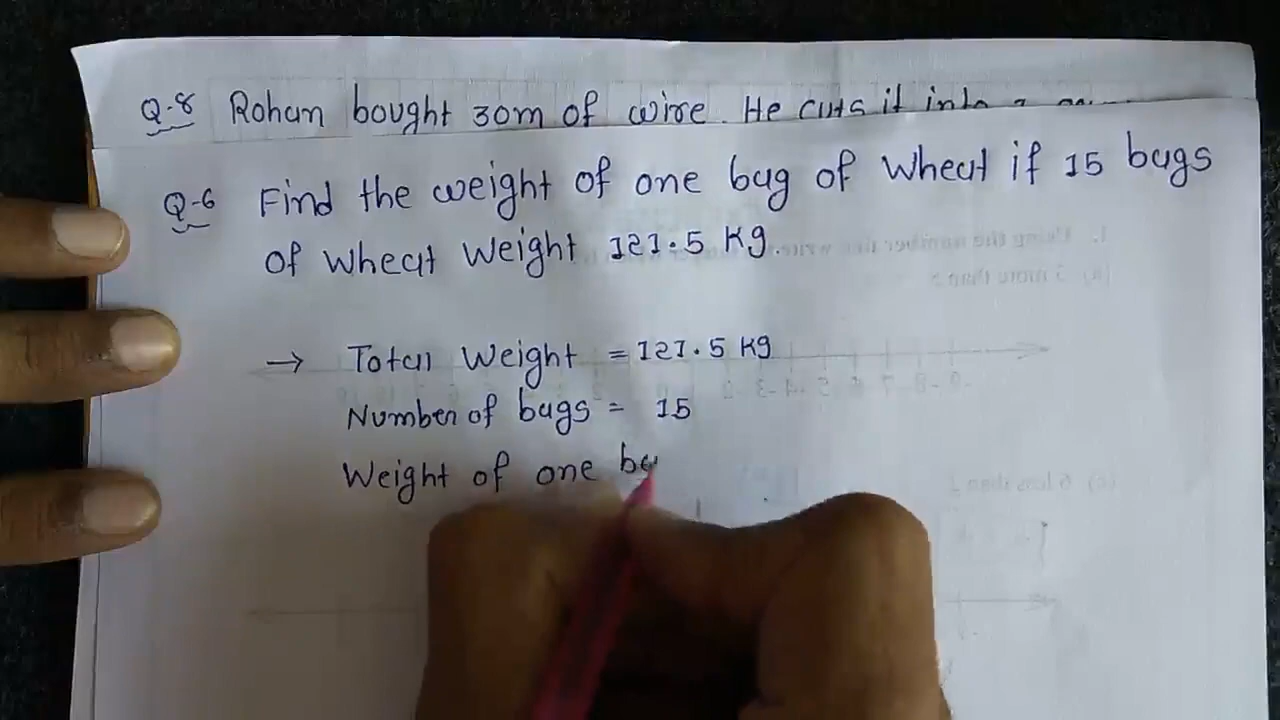 Q-8 Rohan bought 30m of wire. He cuts it into
Q-6 Find the weight of one bag of wheat if 15 bags
of wheat weight 121.5 Kg.
→ Total weight = 121.5 Kg
Number of bags = 15
Weight of one ba